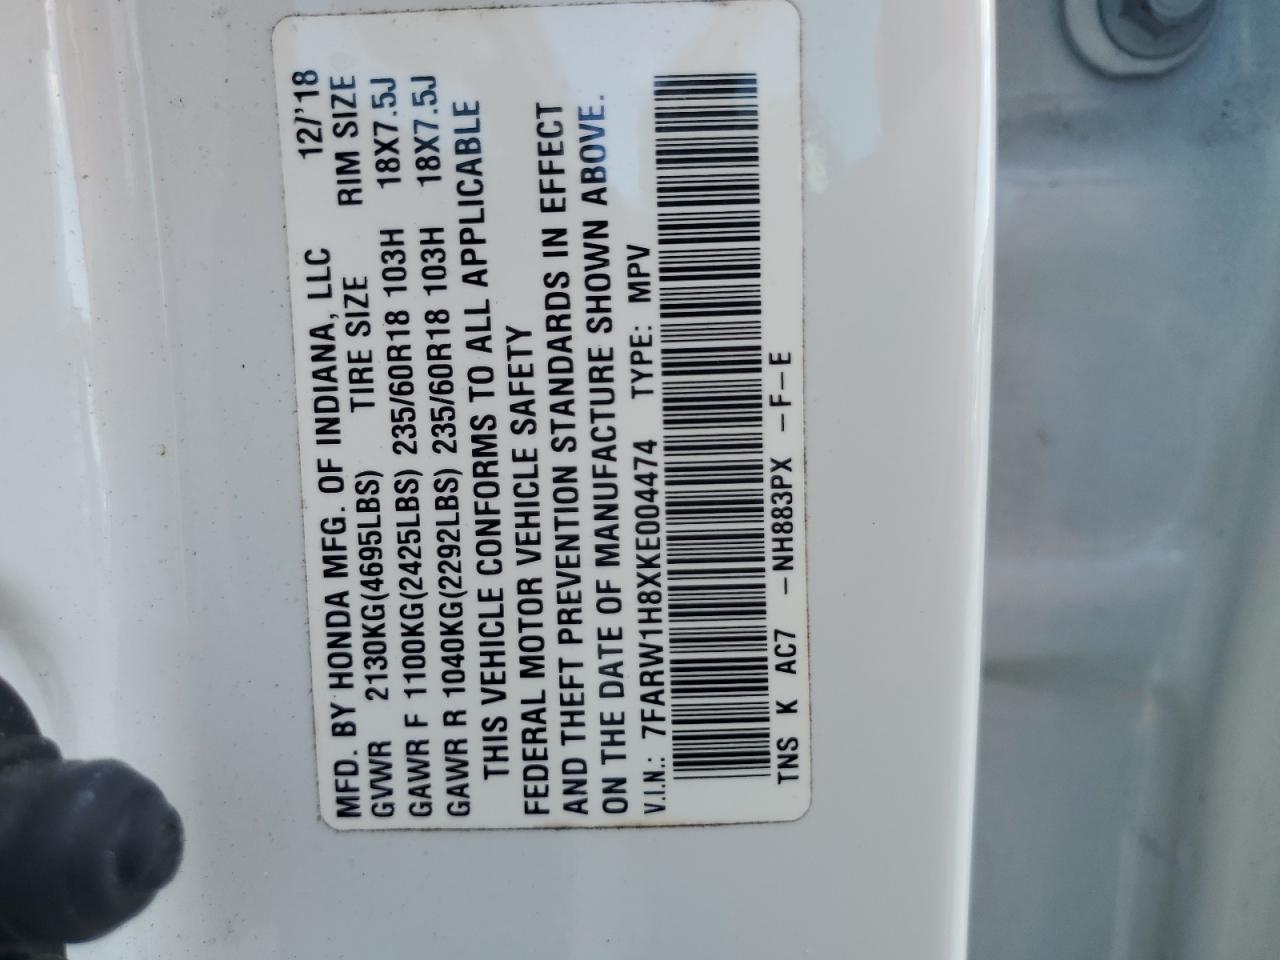 MFD. BY HONDA MFG. OF INDIANA, LLC 12/'18
GVWR 2130KG(4695LBS) TIRE SIZE RIM SIZE
GAWR F 1100KG(2425LBS) 235/60R18 103H 18X7.5J
GAWR R 1040KG(2292LBS) 235/60R18 103H 18X7.5J
THIS VEHICLE CONFORMS TO ALL APPLICABLE
FEDERAL MOTOR VEHICLE SAFETY
AND THEFT PREVENTION STANDARDS IN EFFECT
ON THE DATE OF MANUFACTURE SHOWN ABOVE.
V.I.N.: 7FARW1H8XKE004474 TYPE: MPV
TNS K AC7 -NH883PX -F-E